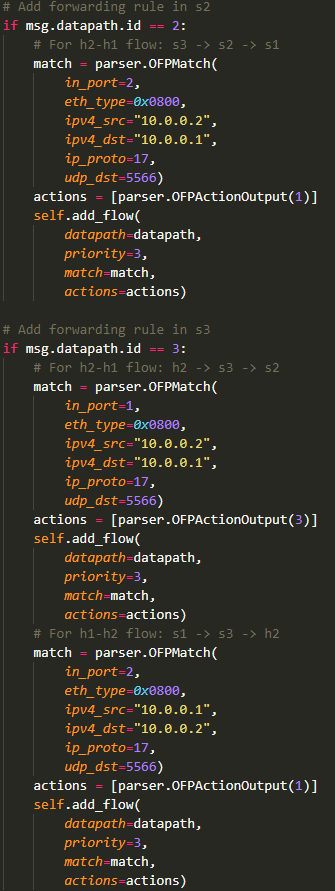 # Add forwarding rule in s2
if msg.datapath.id == 2:
    # For h2-h1 flow: s3 -> s2 -> s1
    match = parser.OFPMatch(
        in_port=2,
        eth_type=0x0800,
        ipv4_src="10.0.0.2",
        ipv4_dst="10.0.0.1",
        ip_proto=17,
        udp_dst=5566)
    actions = [parser.OFPActionOutput(1)]
    self.add_flow(
        datapath=datapath,
        priority=3,
        match=match,
        actions=actions)

# Add forwarding rule in s3
if msg.datapath.id == 3:
    # For h2-h1 flow: h2 -> s3 -> s2
    match = parser.OFPMatch(
        in_port=1,
        eth_type=0x0800,
        ipv4_src="10.0.0.2",
        ipv4_dst="10.0.0.1",
        ip_proto=17,
        udp_dst=5566)
    actions = [parser.OFPActionOutput(3)]
    self.add_flow(
        datapath=datapath,
        priority=3,
        match=match,
        actions=actions)
    # For h1-h2 flow: s1 -> s3 -> h2
    match = parser.OFPMatch(
        in_port=2,
        eth_type=0x0800,
        ipv4_src="10.0.0.1",
        ipv4_dst="10.0.0.2",
        ip_proto=17,
        udp_dst=5566)
    actions = [parser.OFPActionOutput(1)]
    self.add_flow(
        datapath=datapath,
        priority=3,
        match=match,
        actions=actions)